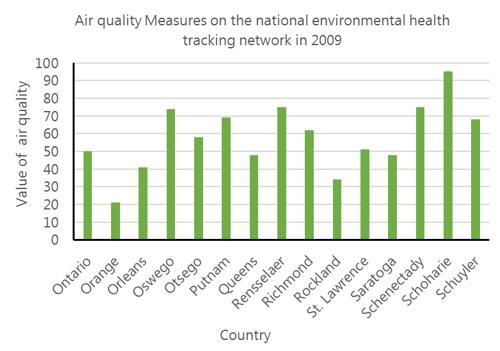 Air quality Measures on the national environmental health
tracking network in 2009
Value of air quality
100
90
80
70
60
50
40
30
20
10
0
Ontario
Orange
Orleans
Oswego
Otsego
Putnam
Queens
Rensselaer
Richmond
Rockland
St. Lawrence
Saratoga
Schenectady
Schoharie
Schuyler
Country